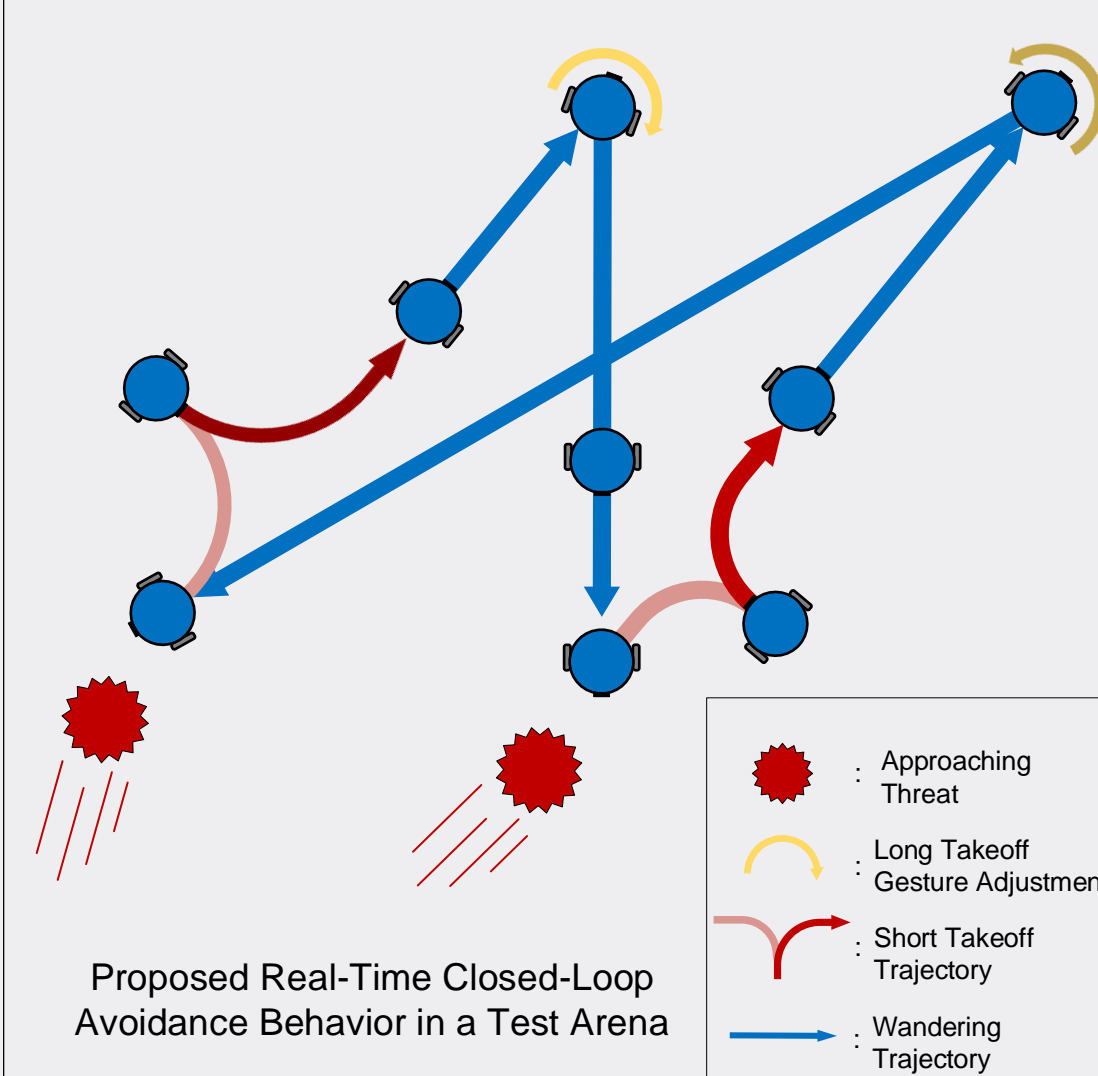 : Approaching
Threat
: Long Takeoff
Gesture Adjustmen
: Short Takeoff
Trajectory
: Wandering
Trajectory
Proposed Real-Time Closed-Loop
Avoidance Behavior in a Test Arena